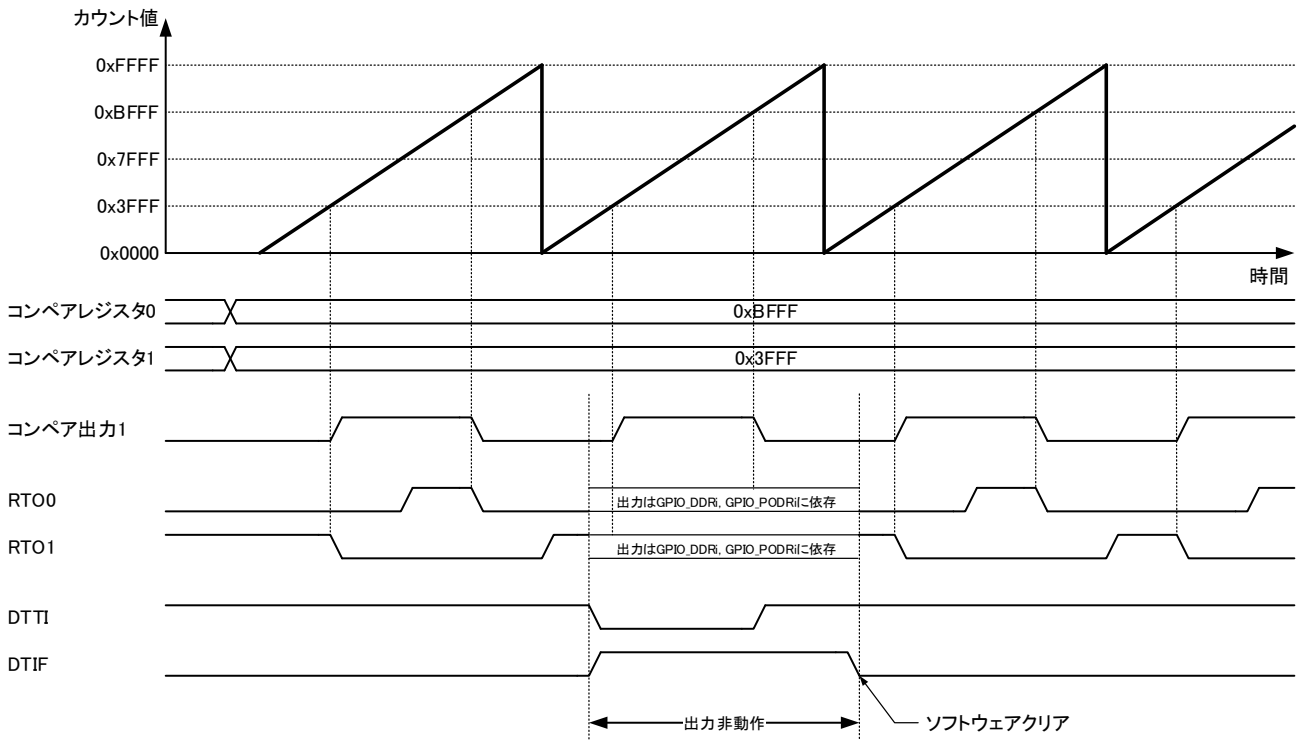 カウント値
0xFFFF
0xBFFF
0x7FFF
0x3FFF
0x0000
時間
コンペアレジスタ0
0xBFFF
コンペアレジスタ1
0x3FFF
コンペア出力1
RTO0
出力はGPIO_DDRi, GPIO_PODRiに依存
RTO1
出力はGPIO_DDRi, GPIO_PODRiに依存
DTTI
DTIF
出力非動作
ソフトウェアクリア